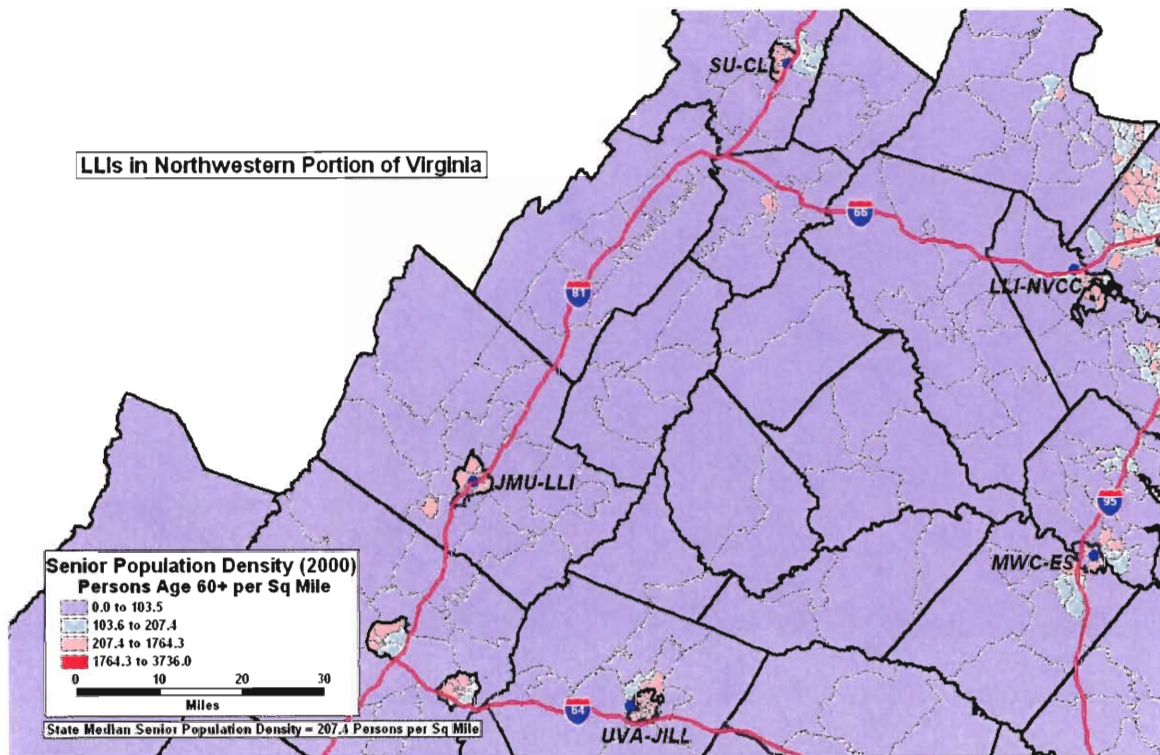 SU-CLL
LLIs in Northwestern Portion of Virginia
66
LLI-NVCC
81
JMU-LLI
95
MWC-ES
Senior Population Density (2000)
Persons Age 60+ per Sq Mile
0.0 to 103.5
103.6 to 207.4
207.4 to 1764.3
1764.3 to 3736.0
0 10 20 30
Miles
State Median Senior Population Density = 207.4 Persons per Sq Mile
64
UVA-JILL